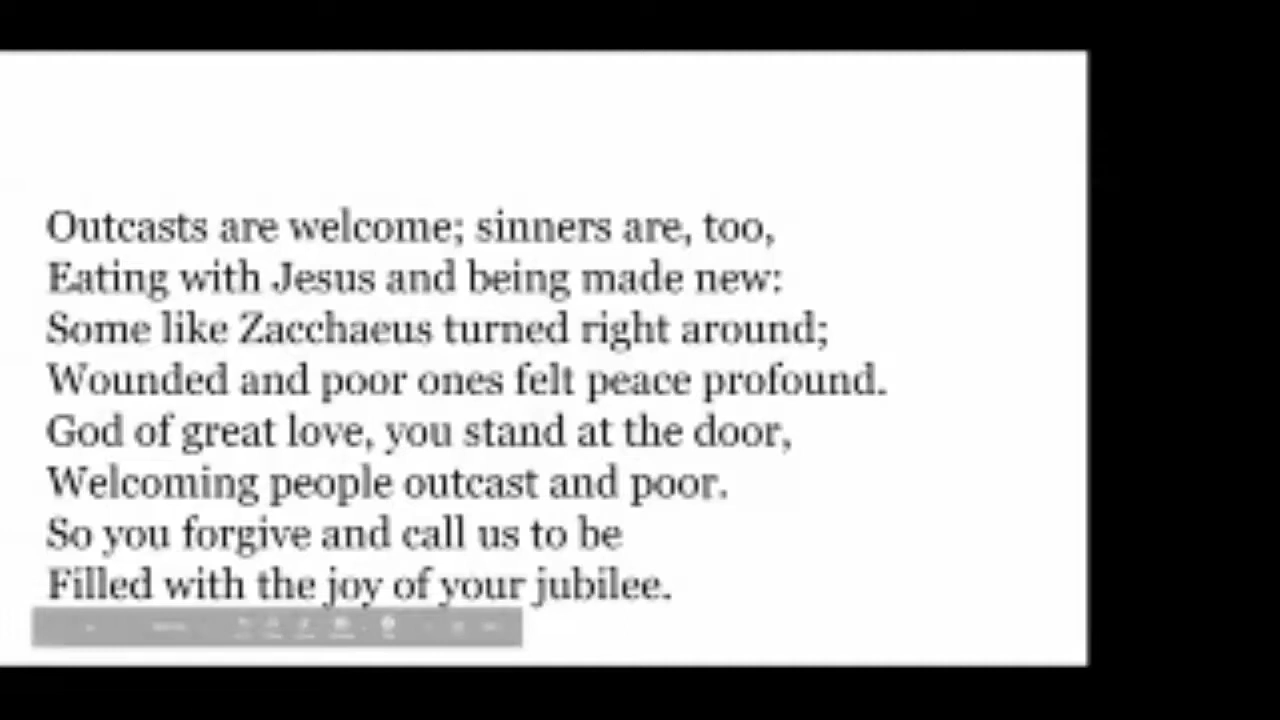 Outcasts are welcome; sinners are, too,
Eating with Jesus and being made new:
Some like Zacchaeus turned right around;
Wounded and poor ones felt peace profound.
God of great love, you stand at the door,
Welcoming people outcast and poor.
So you forgive and call us to be
Filled with the joy of your jubilee.